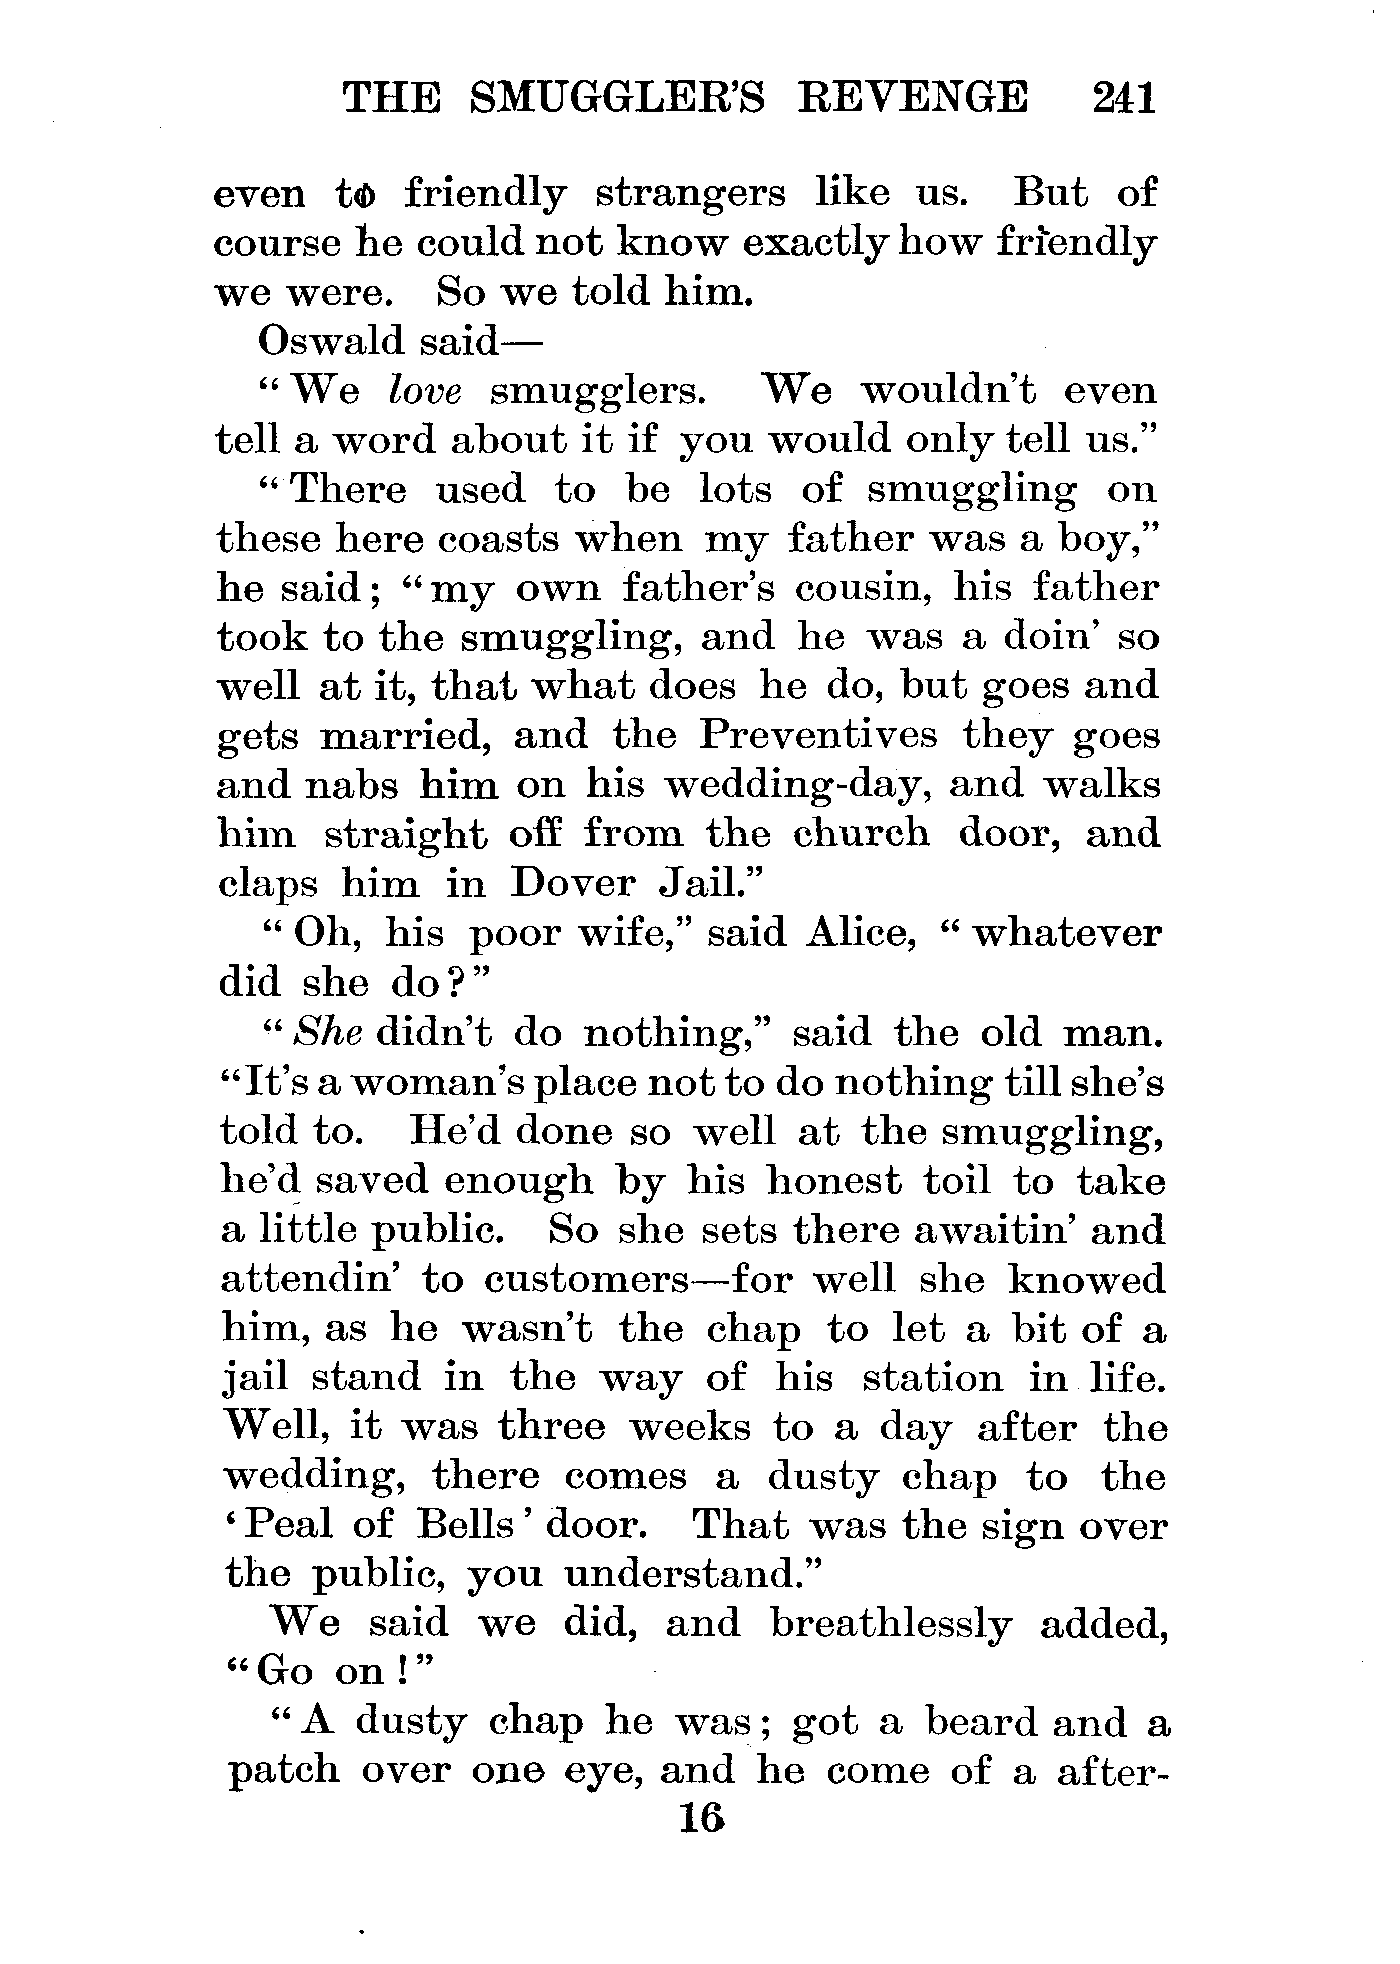 THE SMUGGLER'S REVENGE 241
even to friendly strangers like us. But of
course he could not know exactly how friendly
we were. So we told him.
Oswald said—
"We love smugglers. We wouldn't even
tell a word about it if you would only tell us."
"There used to be lots of smuggling on
these here coasts when my father was a boy,"
he said; "my own father's cousin, his father
took to the smuggling, and he was a doin' so
well at it, that what does he do, but goes and
gets married, and the Preventives they goes
and nabs him on his wedding-day, and walks
him straight off from the church door, and
claps him in Dover Jail."
"Oh, his poor wife," said Alice, "whatever
did she do?"
"She didn't do nothing," said the old man.
"It's a woman's place not to do nothing till she's
told to. He'd done so well at the smuggling,
he'd saved enough by his honest toil to take
a little public. So she sets there awaitin' and
attendin' to customers—for well she knowed
him, as he wasn't the chap to let a bit of a
jail stand in the way of his station in life.
Well, it was three weeks to a day after the
wedding, there comes a dusty chap to the
'Peal of Bells' door. That was the sign over
the public, you understand."
We said we did, and breathlessly added,
"Go on!"
"A dusty chap he was; got a beard and a
patch over one eye, and he come of a after-
16